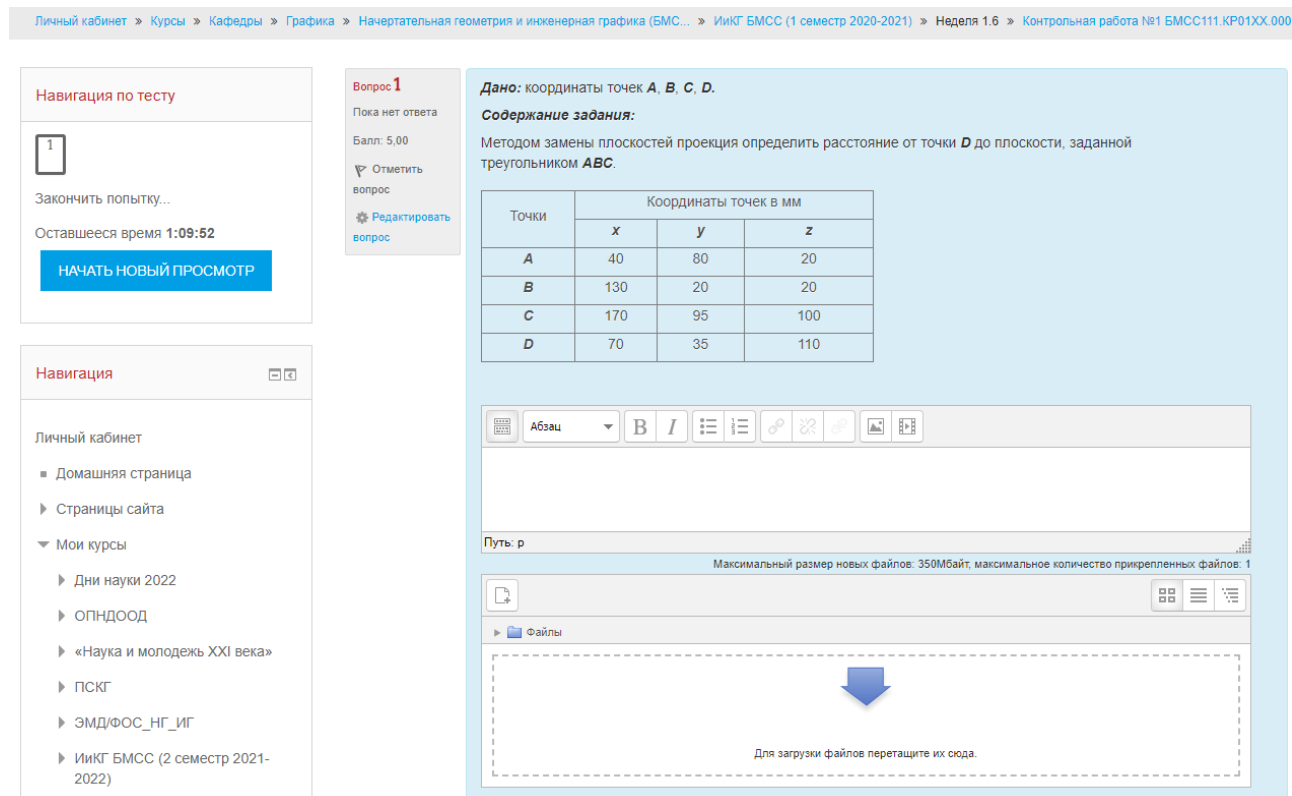 Личный кабинет » Курсы » Кафедры » Графика » Начертательная геометрия и инженерная графика (БМС... » ИиКГ БМСС (1 семестр 2020-2021) » Неделя 1.6 » Контрольная работа №1 БМСС111.КР01ХХ.000
Навигация по тесту
1
Закончить попытку...
Оставшееся время 1:09:52
НАЧАТЬ НОВЫЙ ПРОСМОТР
Навигация
Личный кабинет
Домашняя страница
Страницы сайта
Мои курсы
Дни науки 2022
ОПНДООД
«Наука и молодежь XXI века»
ПСКГ
ЭМД/ФОС_НГ_ИГ
ИиКГ БМСС (2 семестр 2021-
2022)
Вопрос 1
Пока нет ответа
Балл: 5,00
Отметить
вопрос
Редактировать
вопрос
Дано: координаты точек A, B, C, D.
Содержание задания:
Методом замены плоскостей проекция определить расстояние от точки D до плоскости, заданной
треугольником ABC.
Точки Координаты точек в мм
x y z
A 40 80 20
B 130 20 20
C 170 95 100
D 70 35 110
Абзац B I
Путь: p
Максимальный размер новых файлов: 350Мбайт, максимальное количество прикрепленных файлов: 1
Файлы
Для загрузки файлов перетащите их сюда.